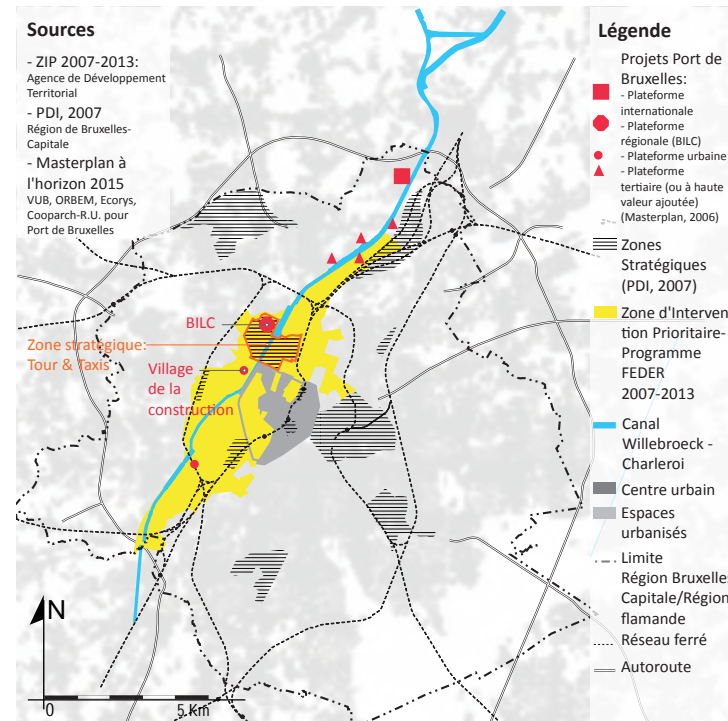 Sources
- ZIP 2007-2013:
Agence de Développement
Territorial
- PDI, 2007
Région de Bruxelles-
Capitale
- Masterplan à
l'horizon 2015
VUB, ORBEM, Ecorys,
Cooparch-R.U. pour
Port de Bruxelles
BILC
Zone stratégique:
Tour & Taxis
Village
de la
construction
N
0
5 Km
Légende
Projets Port de
Bruxelles:
- Plateforme
internationale
- Plateforme
régionale (BILC)
- Plateforme urbaine
- Plateforme
tertiaire (ou à haute
valeur ajoutée)
(Masterplan, 2006)
Zones
Stratégiques
(PDI, 2007)
Zone d'Interven
tion Prioritaire-
Programme
FEDER
2007-2013
Canal
Willebroeck -
Charleroi
Centre urbain
Espaces
urbanisés
Limite
Région Bruxelles
Capitale/Région
flamande
Réseau ferré
Autoroute